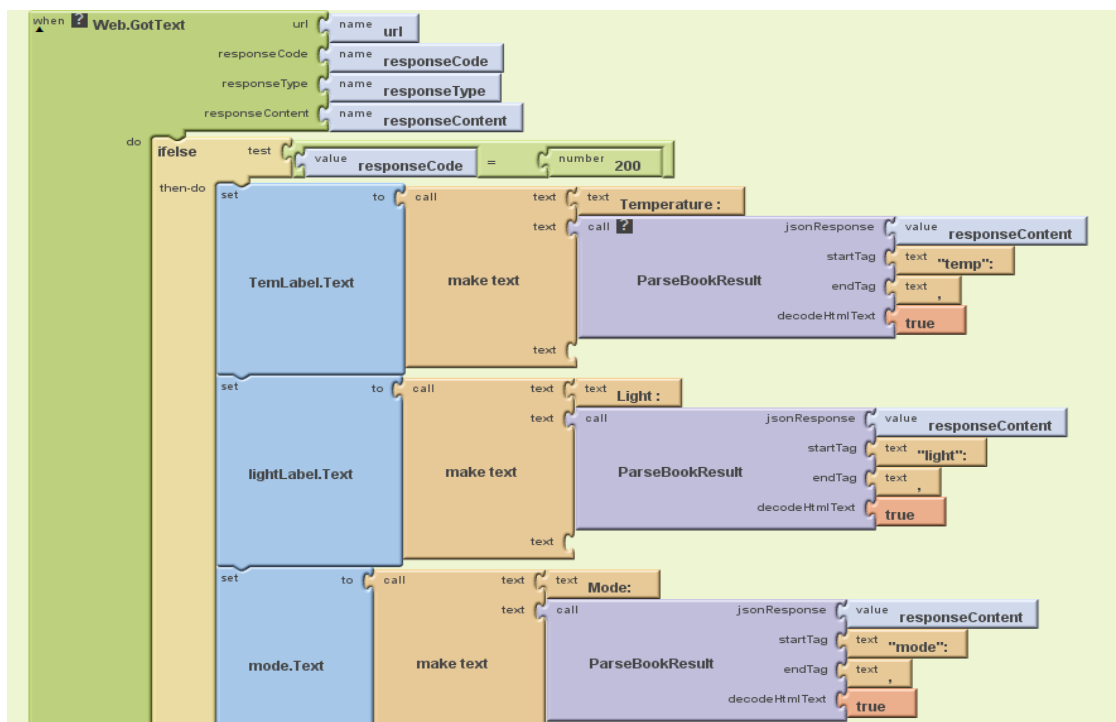 when ? Web.GotText url name url
responseCode name responseCode
responseType name responseType
responseContent name responseContent
do ifelse test value responseCode = number 200
then-do set to call text text Temperature :
text call ? jsonResponse value responseContent
startTag text "temp":
TemLabel.Text make text ParseBookResult
endTag text ,
decodeHtmlText true
text
set to call text text Light :
text call jsonResponse value responseContent
startTag text "light":
lightLabel.Text make text ParseBookResult
endTag text ,
decodeHtmlText true
text
set to call text text Mode:
text call jsonResponse value responseContent
startTag text "mode":
mode.Text make text ParseBookResult
endTag text ,
decodeHtmlText true